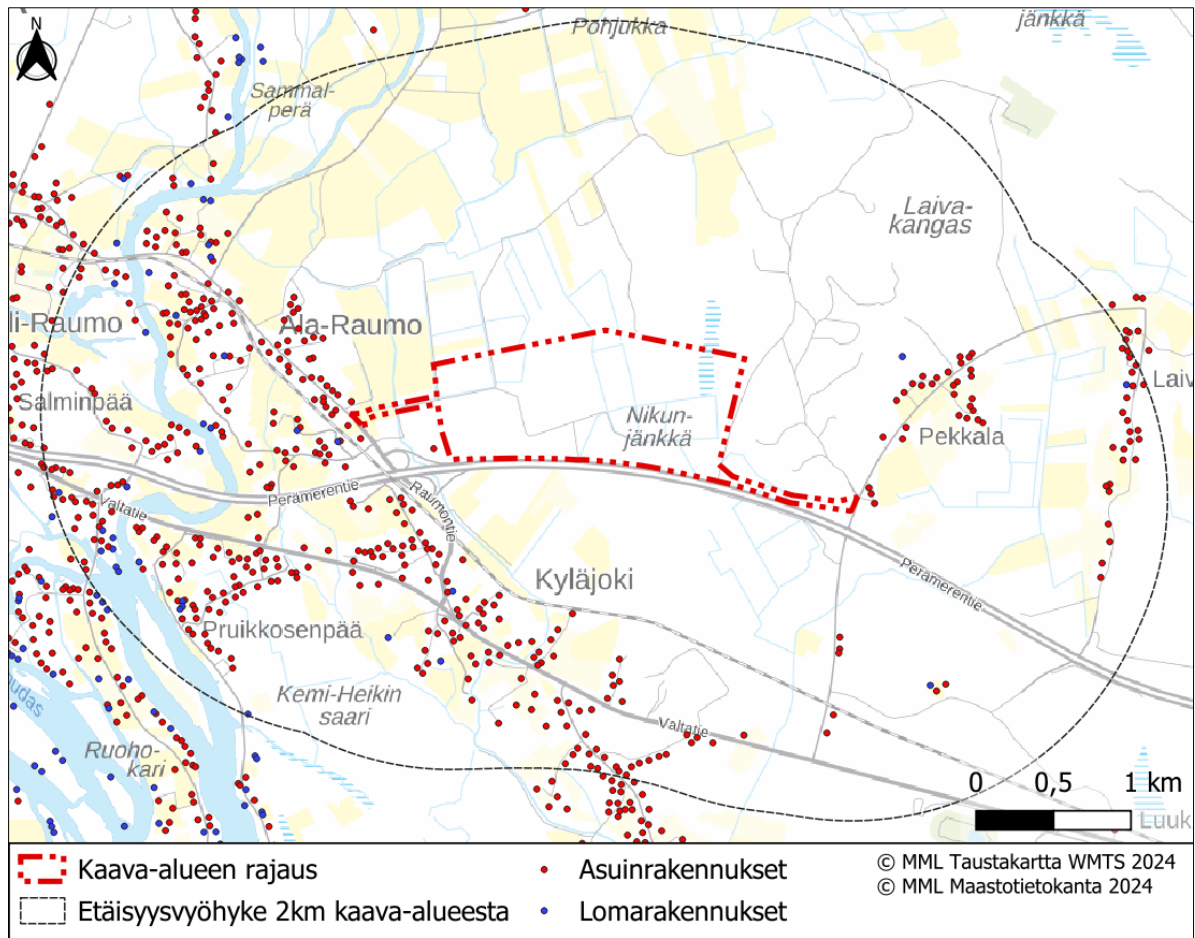 N
Pohjukka
jänkkä
Sammal-
perä
Laiva-
kangas
li-Raumo
Ala-Raumo
Laiv
Salminpää
Nikun-
jänkkä
Pekkala
Perämerentie
Raumontie
Valtatie
Kyläjoki
Perämerentie
Pruikkosenpää
Kemi-Heikin
saari
udas
Valtatie
Ruoho-
kari
0 0,5 1 km
Luuk
Kaava-alueen rajaus
Asuinrakennukset
© MML Taustakartta WMTS 2024
© MML Maastotietokanta 2024
Etäisyysvyöhyke 2km kaava-alueesta
Lomarakennukset